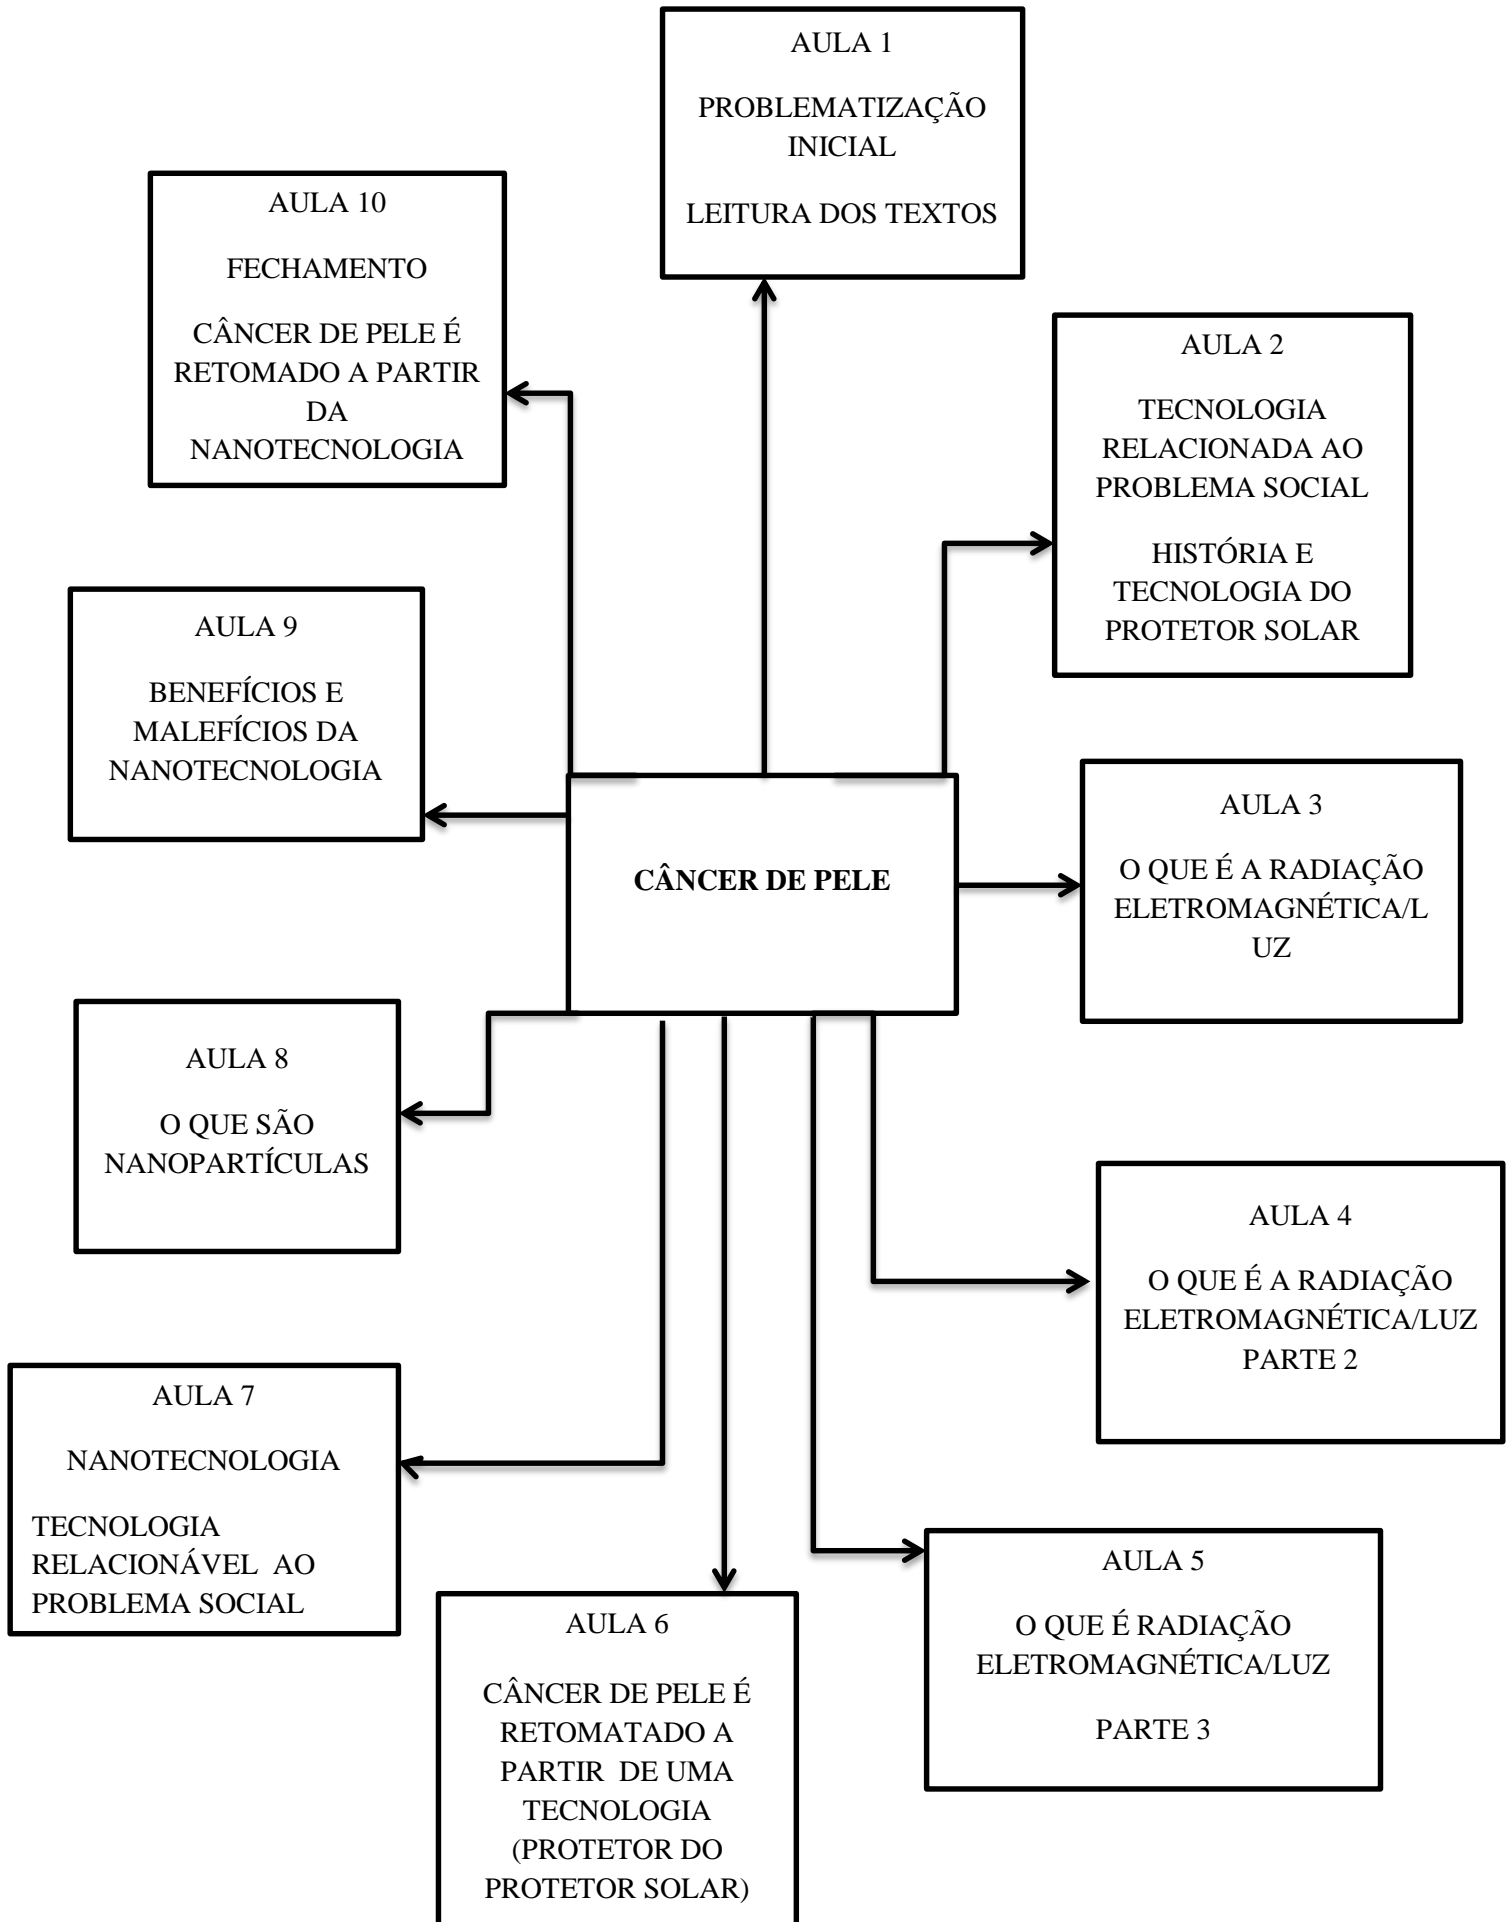 AULA 1
PROBLEMATIZAÇÃO
INICIAL
LEITURA DOS TEXTOS
AULA 10
FECHAMENTO
CÂNCER DE PELE É
RETOMADO A PARTIR
DA
NANOTECNOLOGIA
AULA 2
TECNOLOGIA
RELACIONADA AO
PROBLEMA SOCIAL
HISTÓRIA E
TECNOLOGIA DO
PROTETOR SOLAR
AULA 9
BENEFÍCIOS E
MALEFÍCIOS DA
NANOTECNOLOGIA
CÂNCER DE PELE
AULA 3
O QUE É A RADIAÇÃO
ELETROMAGNÉTICA/L
UZ
AULA 8
O QUE SÃO
NANOPARTÍCULAS
AULA 4
O QUE É A RADIAÇÃO
ELETROMAGNÉTICA/LUZ
PARTE 2
AULA 7
NANOTECNOLOGIA
TECNOLOGIA
RELACIONÁVEL  AO
PROBLEMA SOCIAL
AULA 5
O QUE É RADIAÇÃO
ELETROMAGNÉTICA/LUZ
PARTE 3
AULA 6
CÂNCER DE PELE É
RETOMATADO A
PARTIR  DE UMA
TECNOLOGIA
(PROTETOR DO
PROTETOR SOLAR)